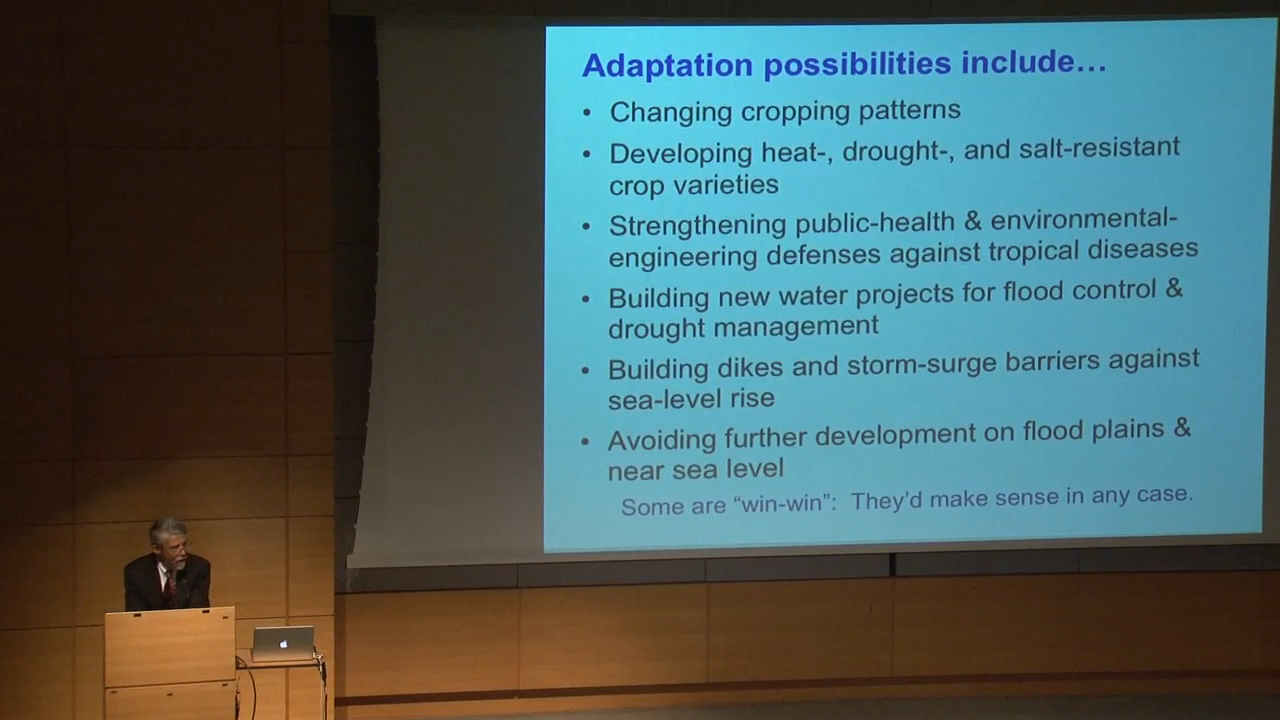 Adaptation possibilities include…
• Changing cropping patterns
• Developing heat-, drought-, and salt-resistant
crop varieties
• Strengthening public-health & environmental-
engineering defenses against tropical diseases
• Building new water projects for flood control &
drought management
• Building dikes and storm-surge barriers against
sea-level rise
• Avoiding further development on flood plains &
near sea level
Some are “win-win”: They’d make sense in any case.